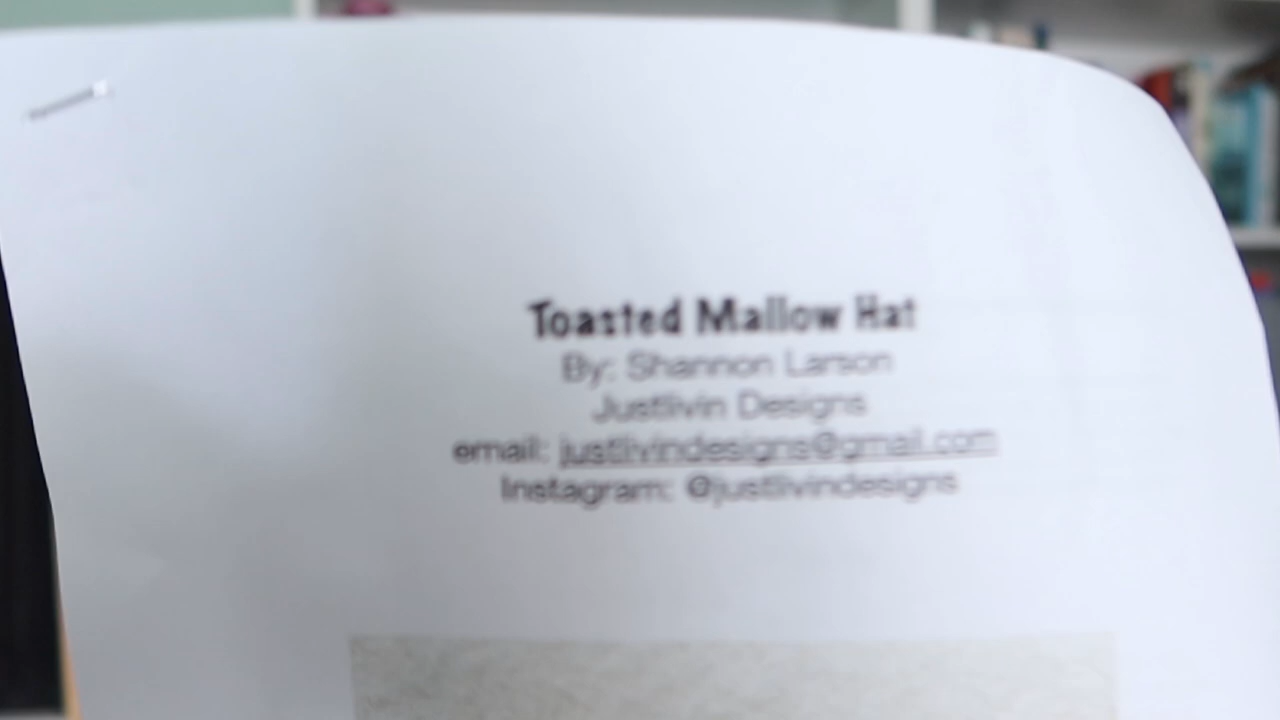 Toasted Mallow Hat
By: Shannon Larson
Justlivin Designs
email: justlivindesigns@gmail.com
Instagram: @justlivindesigns